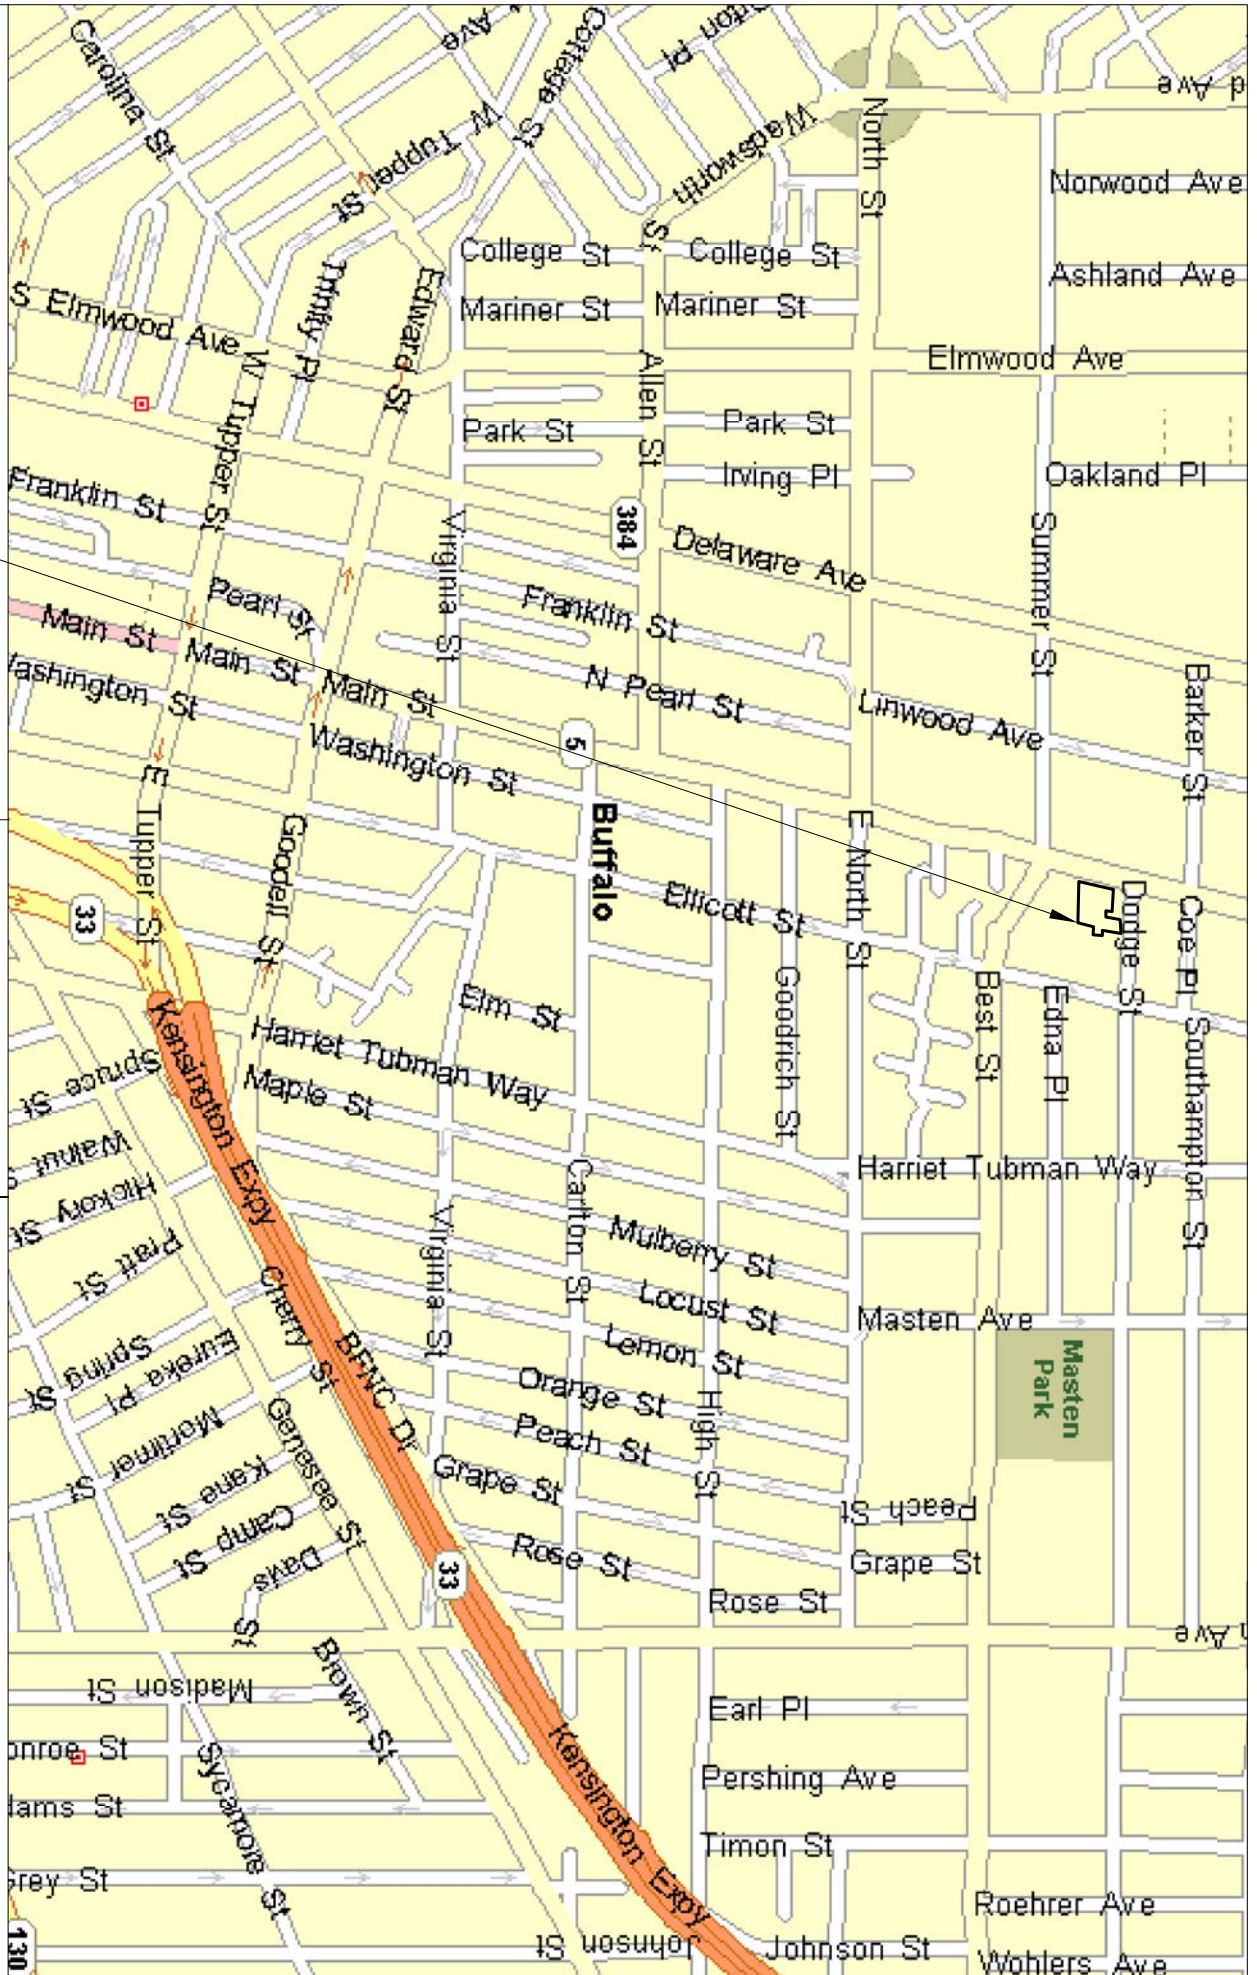 Carolina St
Ave
Cottage St
W Tupper St
Wadsworth St
North St
Norwood Ave
Ashland Ave
College St
College St
Mariner St
Mariner St
S Elmwood Ave
Trinity Pl
Edward St
Allen St
Elmwood Ave
W Tupper St
Park St
Park St
Irving Pl
Oakland Pl
Franklin St
384
Virginia St
Delaware Ave
Summer St
Pearl St
Franklin St
Main St
Main St
Main St
N Pearl St
Linwood Ave
Barker St
ashington St
Washington St
5
Buffalo
E Tupper St
Goodell St
Ellicott St
E North St
Dodge St
Coe Pl
33
Kensington Expy
Elm St
Goodrich St
Best St
Edna Pl
Southampton St
Harriet Tubman Way
Maple St
Spruce St
Walnut S
Hickory St
Pratt St
Carlton St
Virginia St
Mulberry St
Harriet Tubman Way
Locust St
Masten Ave
Lemon St
Masten
Park
Spring St
Eureka Pl
Cherry St
BFNC Dr
Orange St
Peach St
High St
Mortimer St
Genesee St
Grape St
Kane St
Camp St
Davis St
Peach St
Rose St
Grape St
33
Rose St
Ave
Madison St
Brown St
Earl Pl
onroe St
Kensington Expy
Pershing Ave
dams St
Sycamore St
Timon St
Grey St
Roehrer Ave
130
Johnson St
Johnson St
Wohlers Ave
d Ave
ton Pl